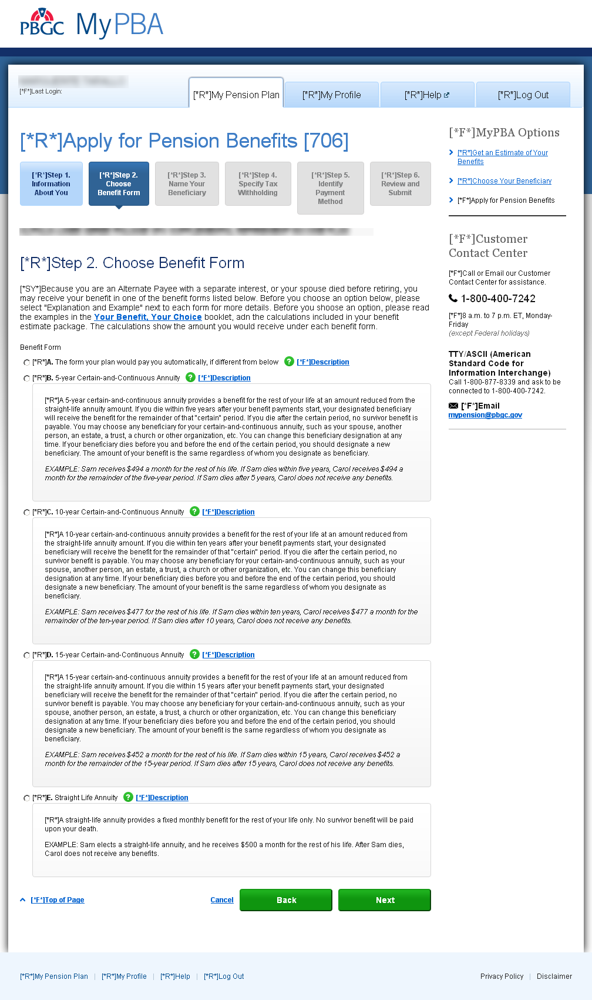 PBGC MyPBA
[*F*]Last Login:
[*R*]My Pension Plan
[*R*]My Profile
[*R*]Help
[*R*]Log Out
[*R*]Apply for Pension Benefits [706]
[*R*]Step 1.
Information
About You
[*R*]Step 2.
Choose
Benefit Form
[*R*]Step 3.
Name Your
Beneficiary
[*R*]Step 4.
Specify Tax
Withholding
[*R*]Step 5.
Identify
Payment
Method
[*R*]Step 6.
Review and
Submit
[*R*]Step 2. Choose Benefit Form
[*SY*]Because you are an Alternate Payee with a separate interest, or your spouse died before retiring, you
may receive your benefit in one of the benefit forms listed below. Before you choose an option below, please
select "Explanation and Example" next to each form for more details. Before you shoose an option, please read
the examples in the Your Benefit, Your Choice booklet, adn the calculations included in your benefit
estimate package. The calculations show the amount you would receive under each benefit form.
Benefit Form
[*R*]A. The form your plan would pay you automatically, if different from below ? [*F*]Description
[*R*]B. 5-year Certain-and-Continuous Annuity ? [*F*]Description
[*R*]A 5-year certain-and-continuous annuity provides a benefit for the rest of your life at an amount reduced from the
straight-life annuity amount. If you die within five years after your benefit payments start, your designated beneficiary
will receive the benefit for the remainder of that "certain" period. If you die after the certain period, no survivor benefit is
payable. You may choose any beneficiary for your certain-and-continuous annuity, such as your spouse, another
person, an estate, a trust, a church or other organization, etc. You can change this beneficiary designation at any
time. If your beneficiary dies before you and before the end of the certain period, you should designate a new
beneficiary. The amount of your benefit is the same regardless of whom you designate as beneficiary.
EXAMPLE: Sam receives $494 a month for the rest of his life. If Sam dies within five years, Carol receives $494 a
month for the remainder of the five-year period. If Sam dies after 5 years, Carol does not receive any benefits.
[*R*]C. 10-year Certain-and-Continuous Annuity ? [*F*]Description
[*R*]A 10-year certain-and-continuous annuity provides a benefit for the rest of your life at an amount reduced from
the straight-life annuity amount. If you die within ten years after your benefit payments start, your designated
beneficiary will receive the benefit for the remainder of that "certain" period. If you die after the certain period, no
survivor benefit is payable. You may choose any beneficiary for your certain-and-continuous annuity, such as your
spouse, another person, an estate, a trust, a church or other organization, etc. You can change this beneficiary
designation at any time. If your beneficiary dies before you and before the end of the certain period, you should
designate a new beneficiary. The amount of your benefit is the same regardless of whom you designate as
beneficiary.
EXAMPLE: Sam receives $477 for the rest of his life. If Sam dies within ten years, Carol receives $477 a month for the
remainder of the ten-year period. If Sam dies after 10 years, Carol does not receive any benefits.
[*R*]D. 15-year Certain-and-Continuous Annuity ? [*F*]Description
[*R*]A 15-year certain-and-continuous annuity provides a benefit for the rest of your life at an amount reduced from
the straight-life annuity amount. If you die within 15 years after your benefit payments start, your designated
beneficiary will receive the benefit for the remainder of that "certain" period. If you die after the certain period, no
survivor benefit is payable. You may choose any beneficiary for your certain-and-continuous annuity, such as your
spouse, another person, an estate, a trust, a church or other organization, etc. You can change this beneficiary
designation at any time. If your beneficiary dies before you and before the end of the certain period, you should
designate a new beneficiary. The amount of your benefit is the same regardless of whom you designate as
beneficiary.
EXAMPLE: Sam receives $452 a month for the rest of his life. If Sam dies within 15 years, Carol receives $452 a
month for the remainder of the 15-year period. If Sam dies after 15 years, Carol does not receive any benefits.
[*R*]E. Straight Life Annuity ? [*F*]Description
[*R*]A straight-life annuity provides a fixed monthly benefit for the rest of your life only. No survivor benefit will be paid
upon your death.
EXAMPLE: Sam elects a straight-life annuity, and he receives $500 a month for the rest of his life. After Sam dies,
Carol does not receive any benefits.
[*F*]Top of Page
Cancel
Back
Next
[*F*]MyPBA Options
[*R*]Get an Estimate of Your
Benefits
[*R*]Choose Your Beneficiary
[*F*]Apply for Pension Benefits
[*F*]Customer
Contact Center
[*F*]Call or Email our Customer
Contact Center for assistance.
1-800-400-7242
[*F*]8 a.m. to 7 p.m. ET, Monday-
Friday
(except Federal holidays)
TTY/ASCII (American
Standard Code for
Information Interchange)
Call 1-800-877-8339 and ask to be
connected to 1-800-400-7242.
[*F*]Email
mypension@pbgc.gov
[*R*]My Pension Plan
[*R*]My Profile
[*R*]Help
[*R*]Log Out
Privacy Policy
Disclaimer